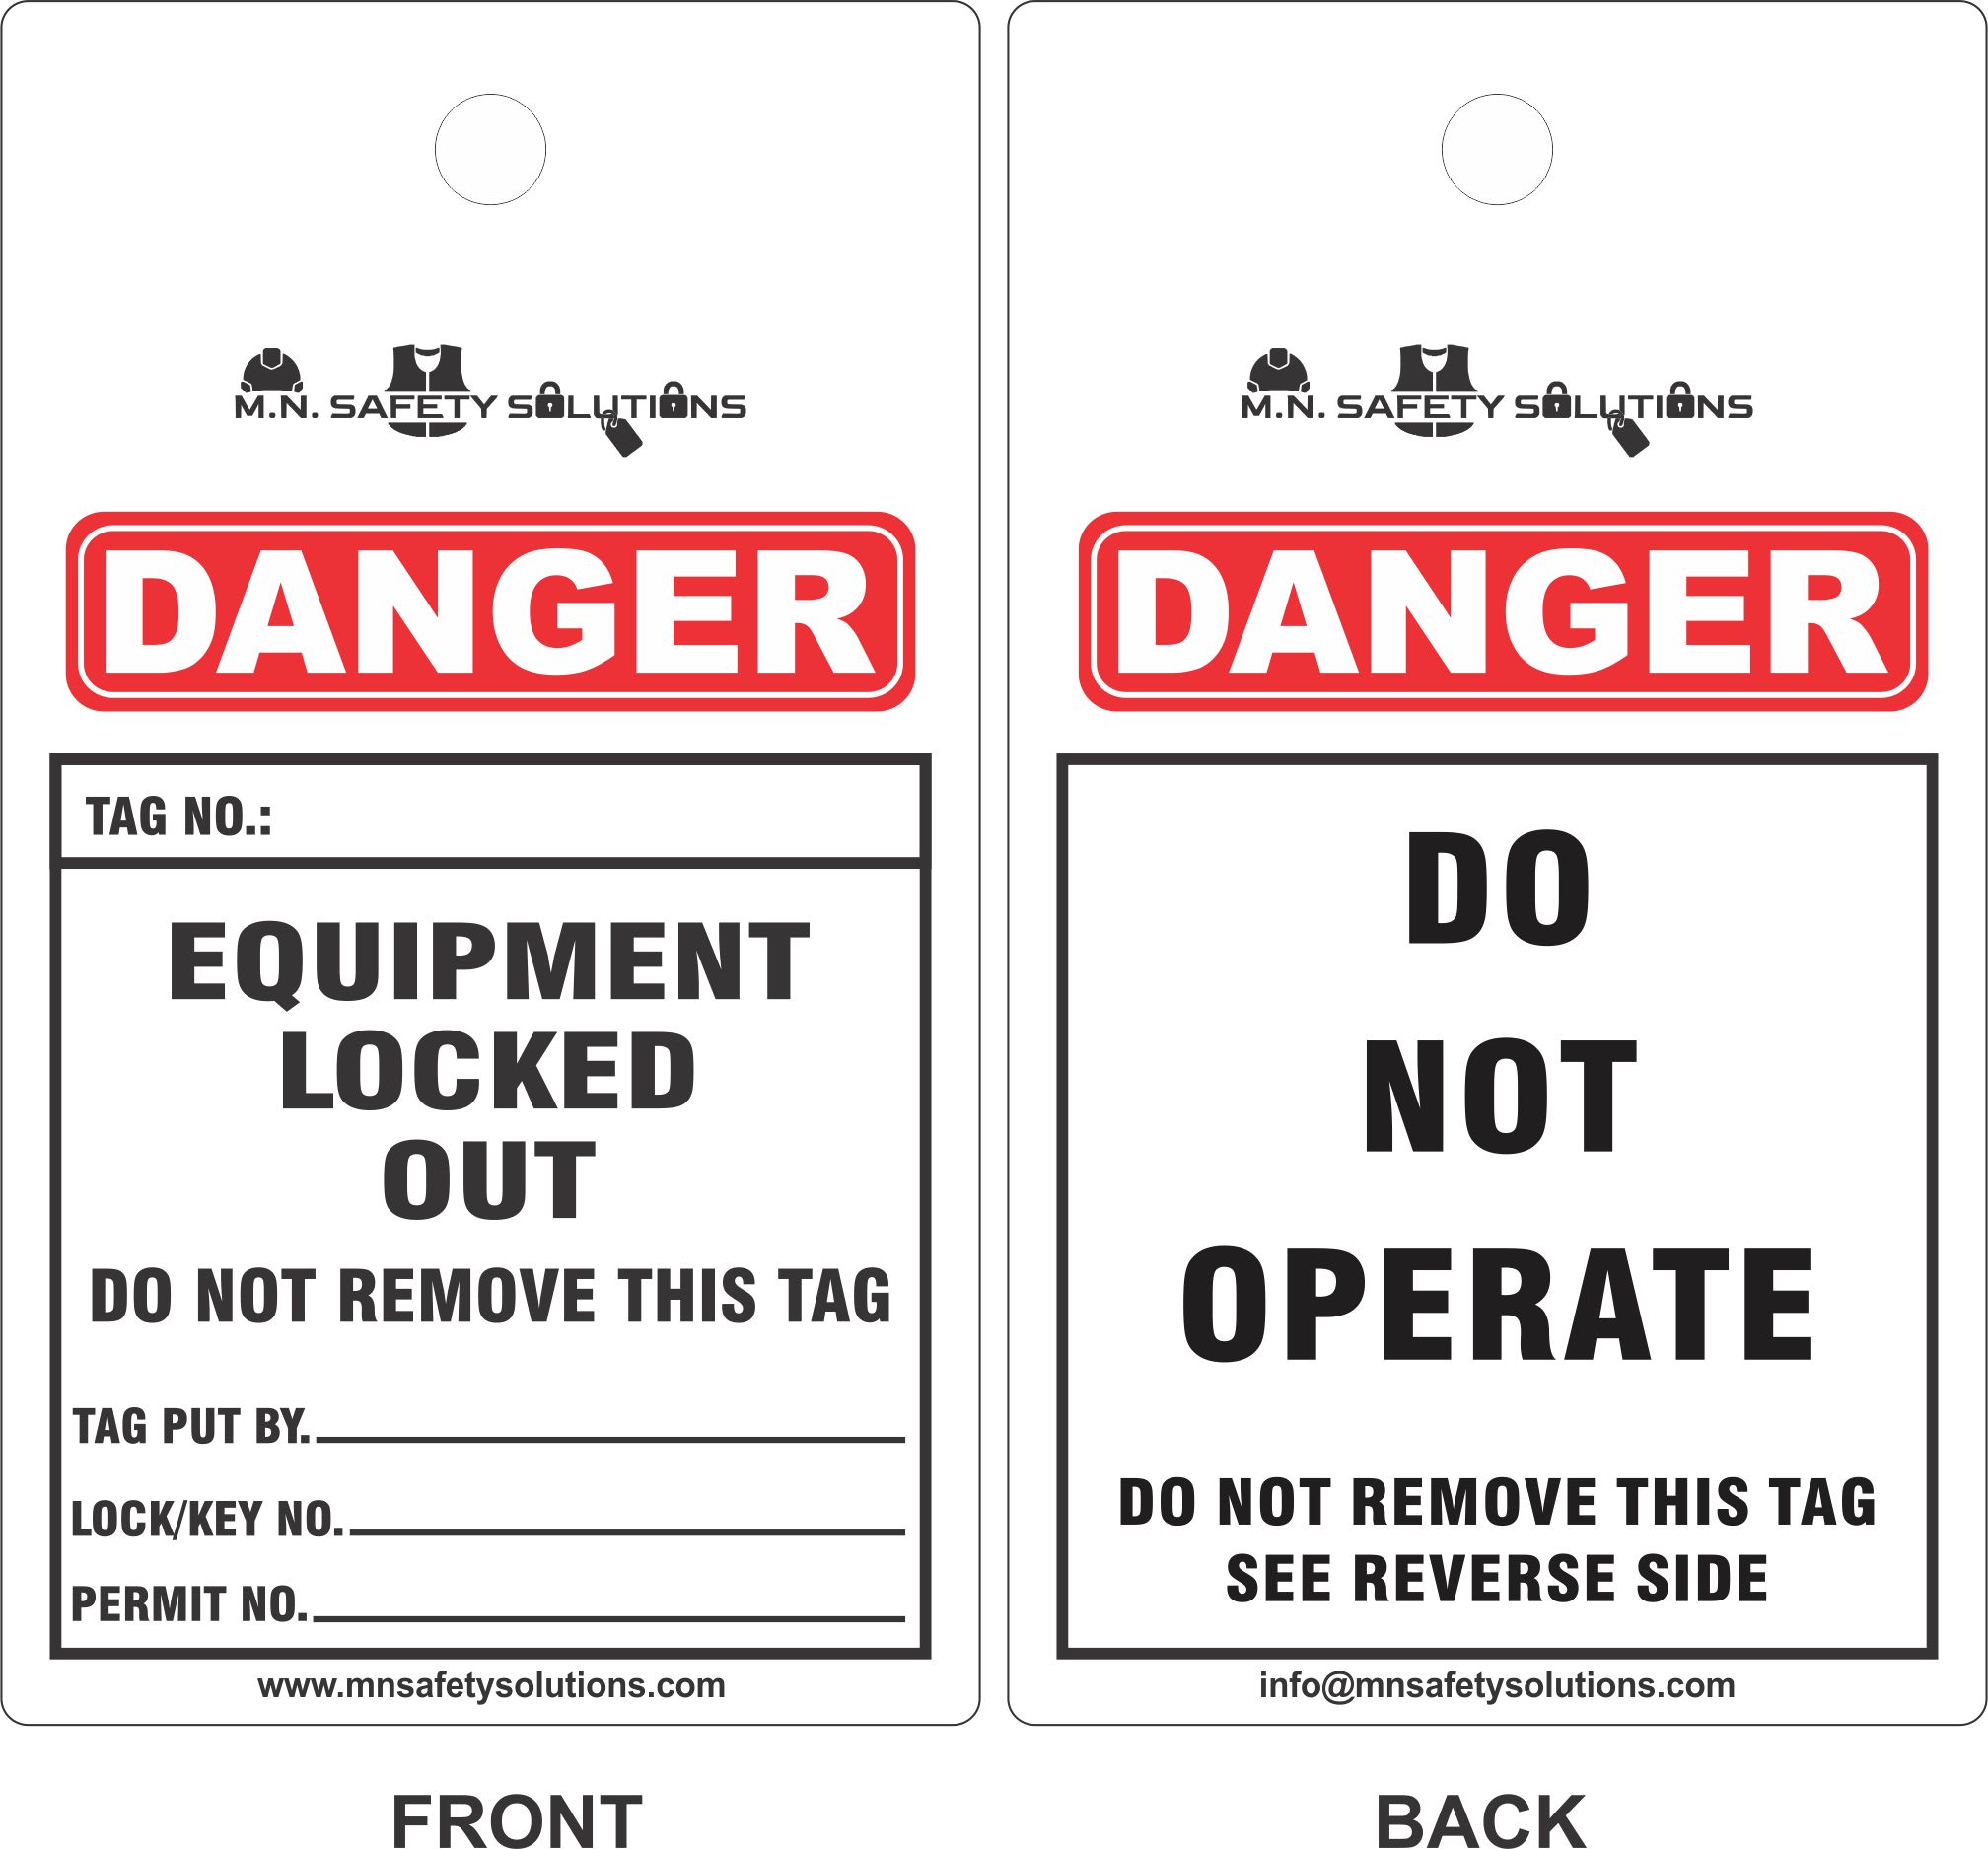 M.N. SAFETY SOLUTIONS
DANGER
TAG NO.:
EQUIPMENT
LOCKED
OUT
DO NOT REMOVE THIS TAG
TAG PUT BY.
LOCK/KEY NO.
PERMIT NO.
www.mnsafetysolutions.com
FRONT
M.N. SAFETY SOLUTIONS
DANGER
DO
NOT
OPERATE
DO NOT REMOVE THIS TAG
SEE REVERSE SIDE
info@mnsafetysolutions.com
BACK